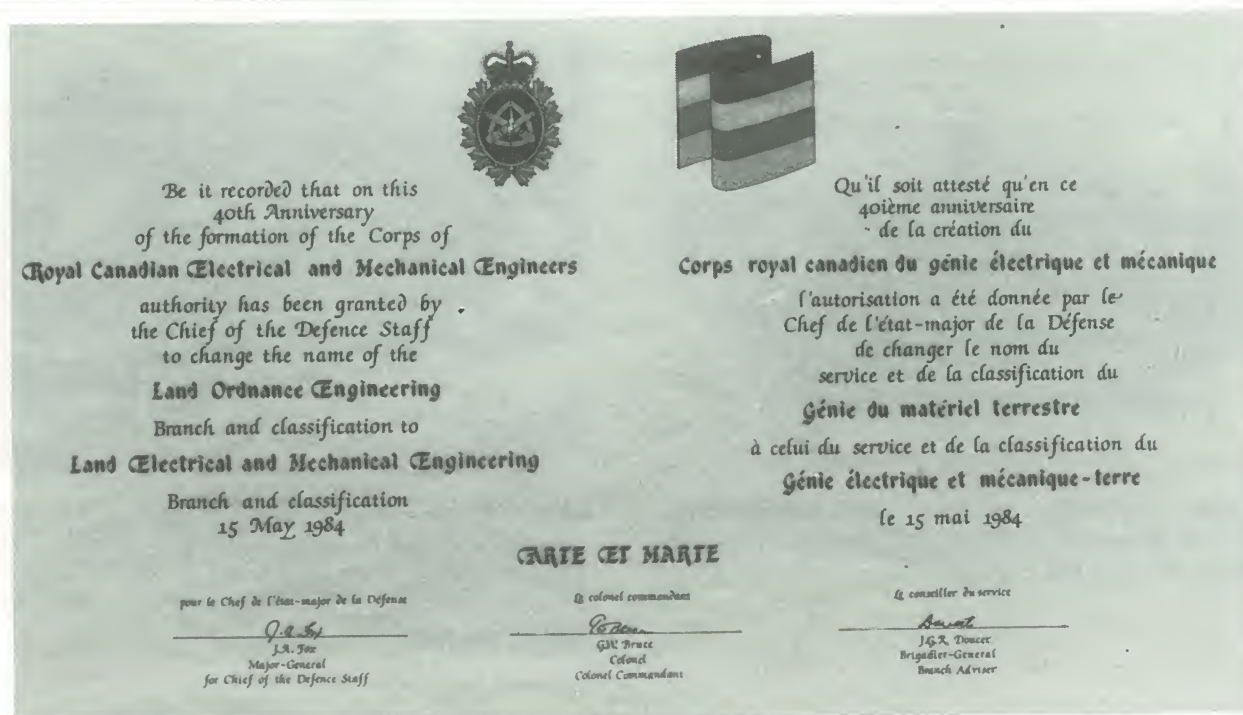 Be it recorded that on this
40th Anniversary
of the formation of the Corps of
Royal Canadian Electrical and Mechanical Engineers
authority has been granted by
the Chief of the Defence Staff
to change the name of the
Land Ordnance Engineering
Branch and classification to
Land Electrical and Mechanical Engineering
Branch and classification
15 May 1984
Qu'il soit attesté qu'en ce
40ième anniversaire
de la création du
Corps royal canadien du génie électrique et mécanique
l'autorisation a été donnée par le
Chef de l'état-major de la Défense
de changer le nom du
service et de la classification du
Génie du matériel terrestre
à celui du service et de la classification du
Génie électrique et mécanique-terre
le 15 mai 1984
ARTE ET MARTE
pour le Chef de l'état-major de la Défense
J.A. Fox
J.A. Fox
Major-General
for Chief of the Defence Staff
Le colonel commandant
G.W. Bruce
Colonel
Colonel Commandant
Le conseiller du service
J.G.R. Doucet
Brigadier-General
Branch Adviser